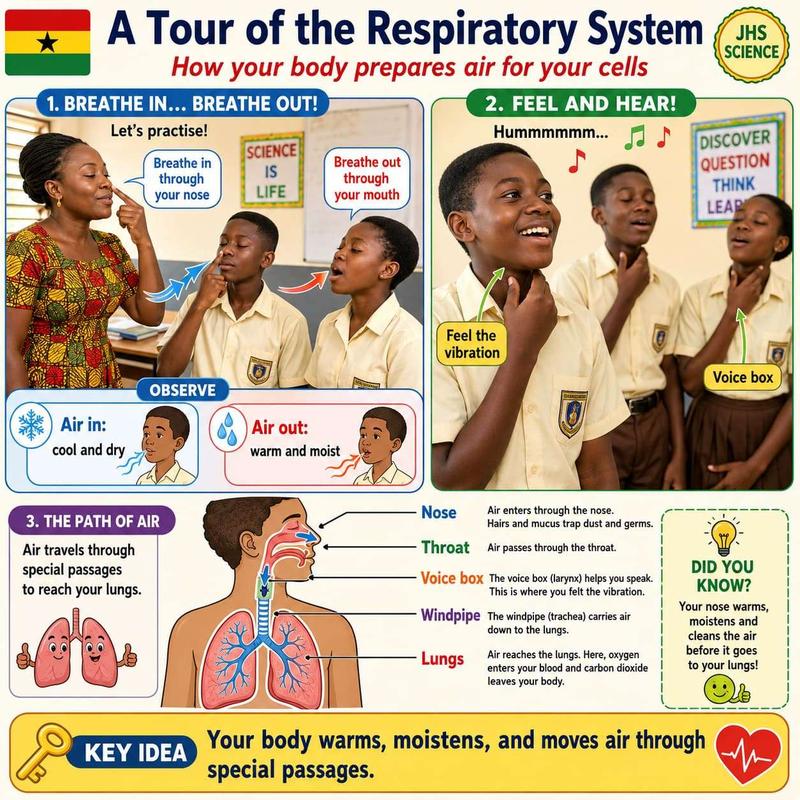 A Tour of the Respiratory System
How your body prepares air for your cells
JHS
SCIENCE
1. BREATHE IN... BREATHE OUT!
Let's practise!
Breathe in
through
your nose
SCIENCE
IS
LIFE
Breathe out
through
your mouth
OBSERVE
Air in:
cool and dry
Air out:
warm and moist
2. FEEL AND HEAR!
Hummmmmm...
DISCOVER
QUESTION
THINK
LEAR
Feel the
vibration
Voice box
3. THE PATH OF AIR
Air travels through
special passages
to reach your lungs.
Nose
Air enters through the nose.
Hairs and mucus trap dust and germs.
Throat
Air passes through the throat.
Voice box
The voice box (larynx) helps you speak.
This is where you felt the vibration.
Windpipe
The windpipe (trachea) carries air
down to the lungs.
Lungs
Air reaches the lungs. Here, oxygen
enters your blood and carbon dioxide
leaves your body.
DID YOU
KNOW?
Your nose warms,
moistens and
cleans the air
before it goes
to your lungs!
KEY IDEA
Your body warms, moistens, and moves air through
special passages.